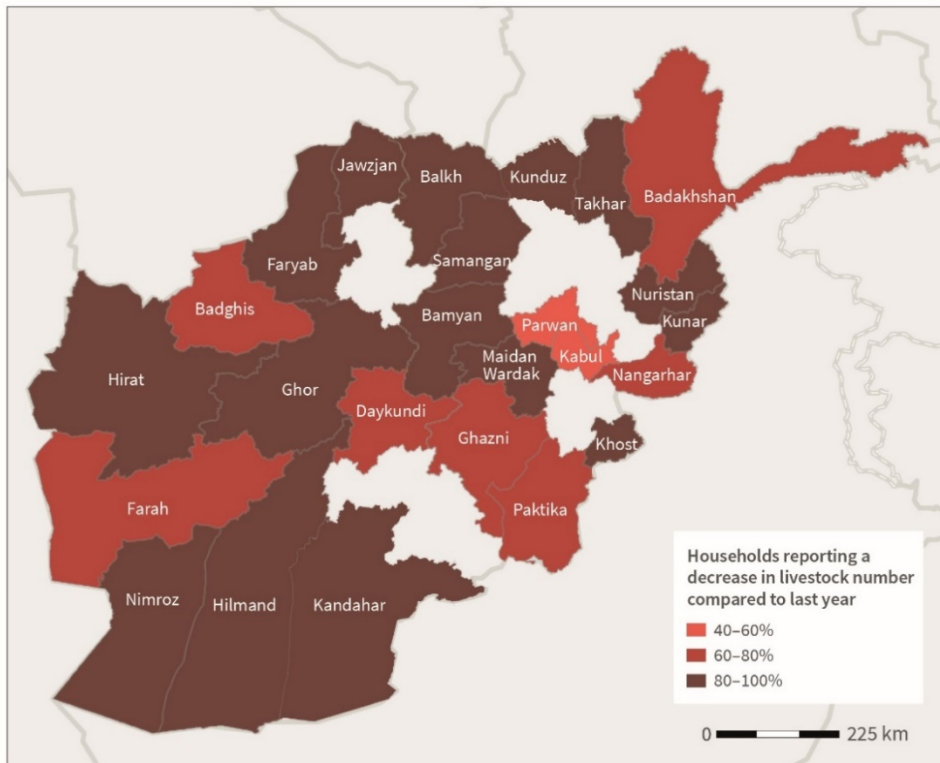 Jawzjan
Balkh
Kunduz
Takhar
Badakhshan
Faryab
Samangan
Nuristan
Badghis
Bamyan
Parwan
Kunar
Maidan
Wardak
Kabul
Nangarhar
Hirat
Ghor
Daykundi
Ghazni
Khost
Farah
Paktika
Nimroz
Hilmand
Kandahar
Households reporting a
decrease in livestock number
compared to last year
40–60%
60–80%
80–100%
0 225 km